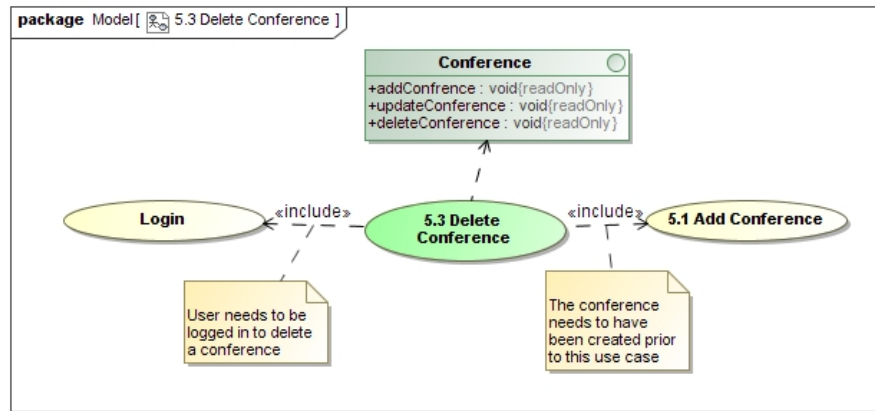 package Model[ 5.3 Delete Conference ]
Conference
+addConfrence : void{readOnly}
+updateConference : void{readOnly}
+deleteConference : void{readOnly}
Login
«include»
5.3 Delete
Conference
«include»
5.1 Add Conference
User needs to be
logged in to delete
a conference
The conference
needs to have
been created prior
to this use case